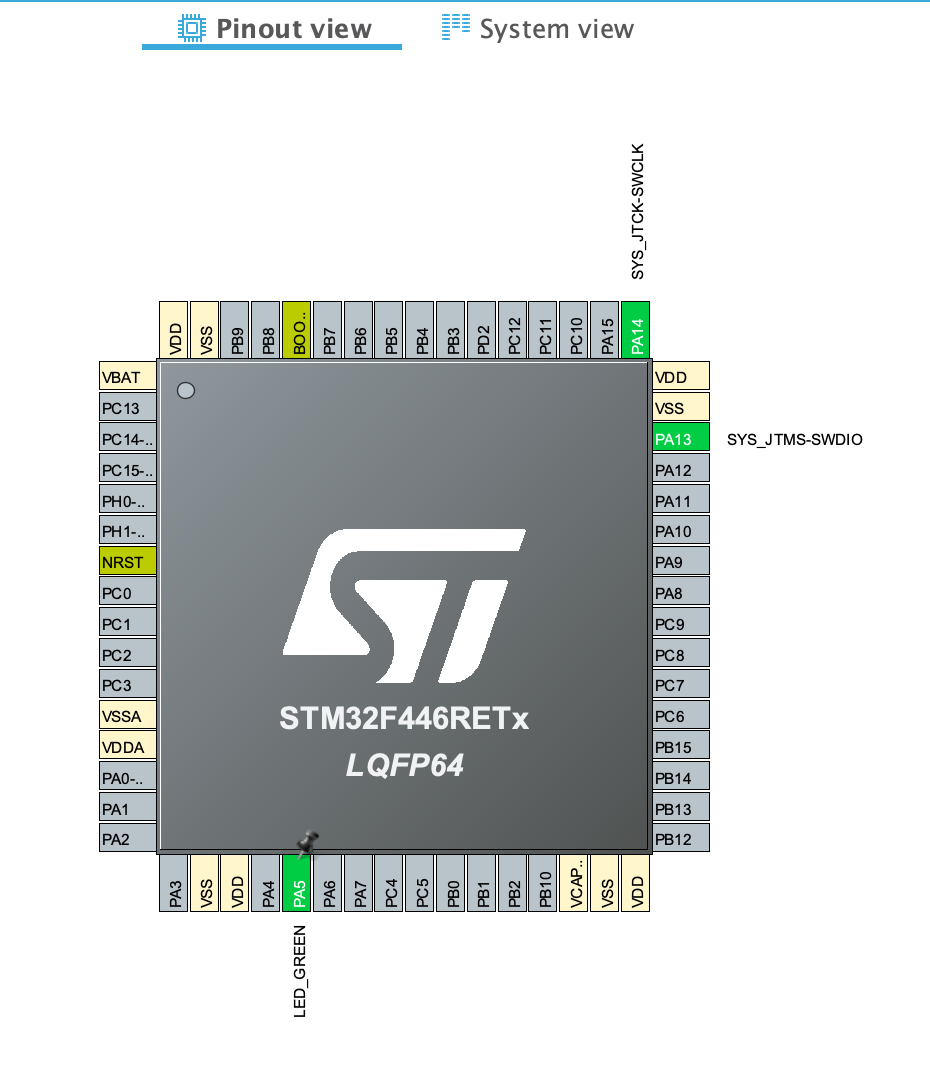 Pinout view
System view
SYS_JTCK-SWCLK
VDD
VSS
PB9
PB8
BOO..
PB7
PB6
PB5
PB4
PB3
PD2
PC12
PC11
PC10
PA15
PA14
VBAT
PC13
PC14-..
PC15-..
PH0-..
PH1-..
NRST
PC0
PC1
PC2
PC3
VSSA
VDDA
PA0-..
PA1
PA2
VDD
VSS
PA13 SYS_JTMS-SWDIO
PA12
PA11
PA10
PA9
PA8
PC9
PC8
PC7
PC6
PB15
PB14
PB13
PB12
ST
STM32F446RETx
LQFP64
PA3
VSS
VDD
PA4
PA5
PA6
PA7
PC4
PC5
PB0
PB1
PB2
PB10
VCAP..
VSS
VDD
LED_GREEN